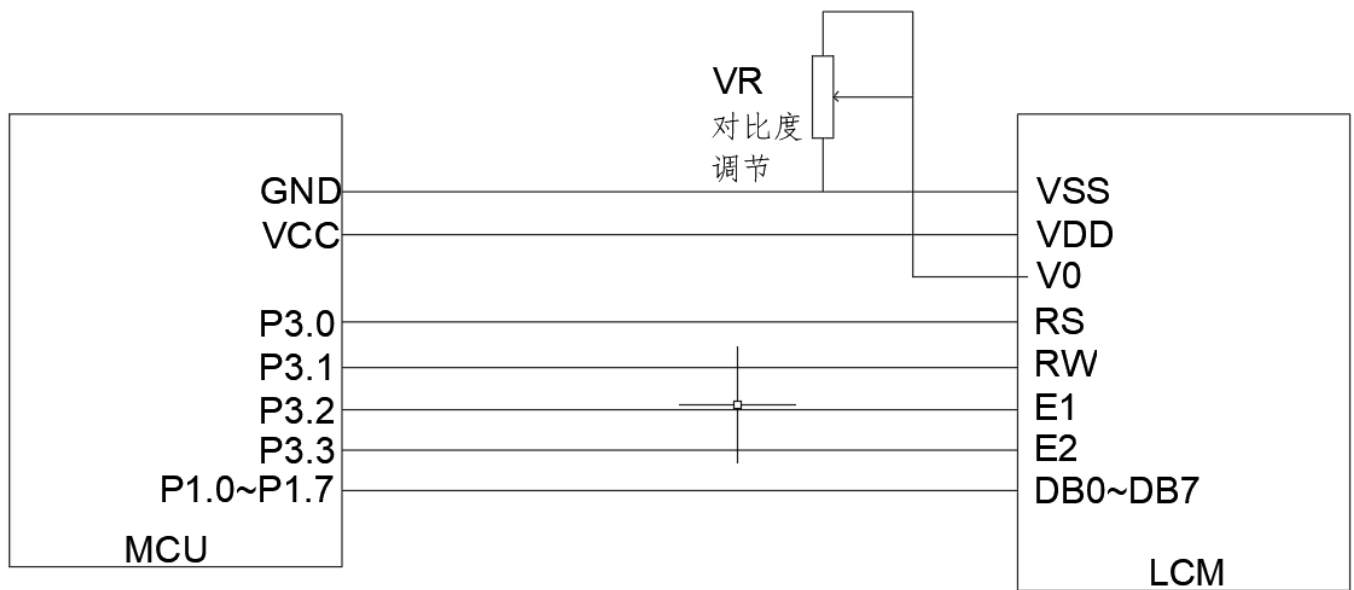 VR
对比度
调节
GND
VSS
VCC
VDD
V0
P3.0
RS
P3.1
RW
P3.2
E1
P3.3
E2
P1.0~P1.7
DB0~DB7
MCU
LCM